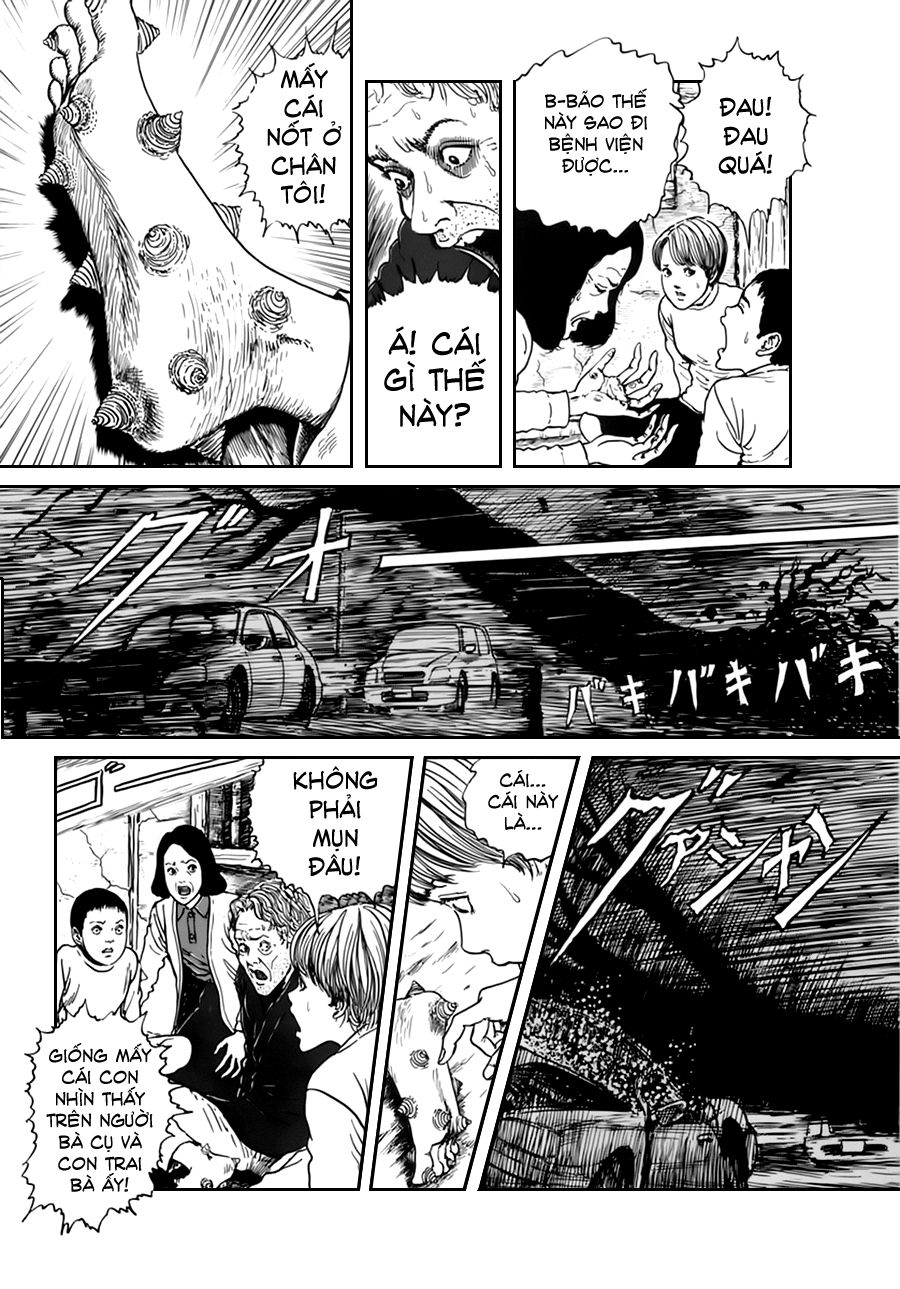 ĐAU!
ĐAU
QUÁ!
B-BÃO THẾ
NÀY SAO ĐI
BỆNH VIỆN
ĐƯỢC...
Á! CÁI
GÌ THẾ
NÀY?
MẤY
CÁI
NỐT Ở
CHÂN
TÔI!
グオー
バキバキバキ
グァシャン
CÁI...
CÁI NÀY
LÀ...
KHÔNG
PHẢI
MỤN
ĐÂU!
GIỐNG MẤY
CÁI CON
NHÌN THẤY
TRÊN NGƯỜI
BÀ CỤ VÀ
CON TRAI
BÀ ẤY!